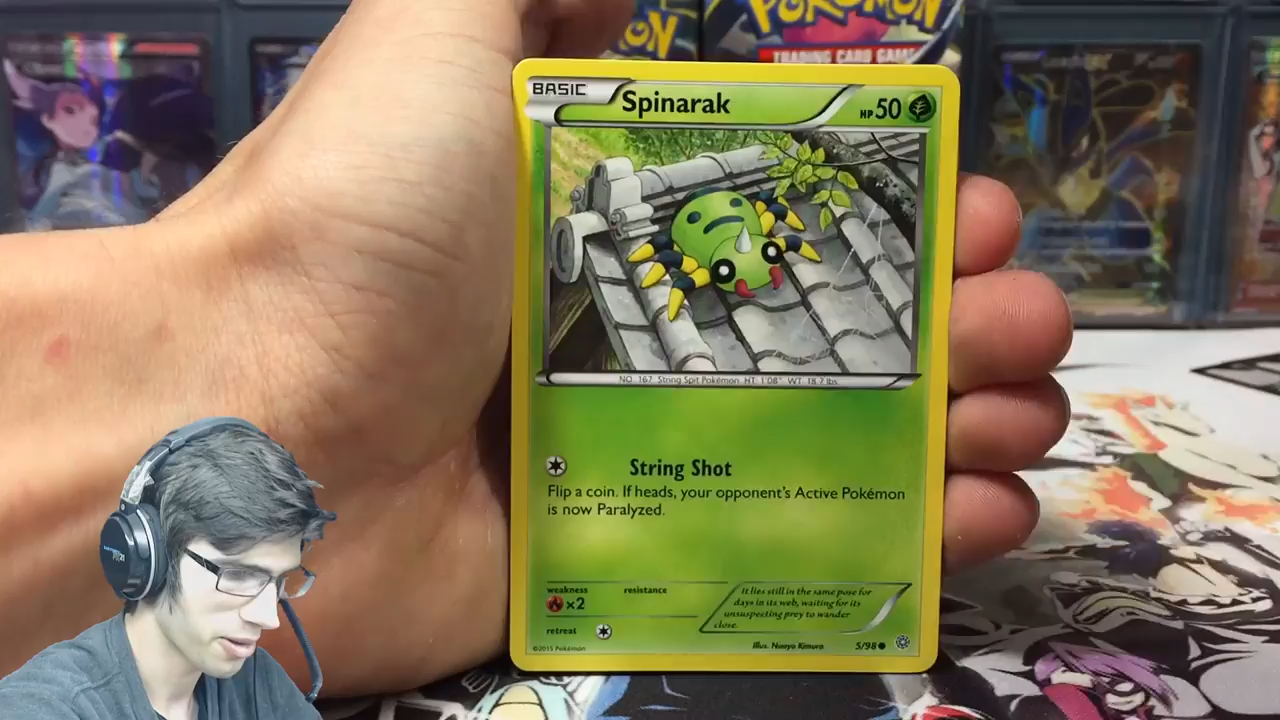 POKÉMON
TRADING CARD GAME
BASIC
Spinarak
HP 50
NO. 167 String Spit Pokémon HT: 1'08" WT: 18.7 lbs.
String Shot
Flip a coin. If heads, your opponent's Active Pokémon
is now Paralyzed.
weakness
×2
resistance
retreat
It lies still in the same pose for
days in its web, waiting for its
unsuspecting prey to wander
close.
©2015 Pokémon
Illus. Naoyo Kimura
5/98